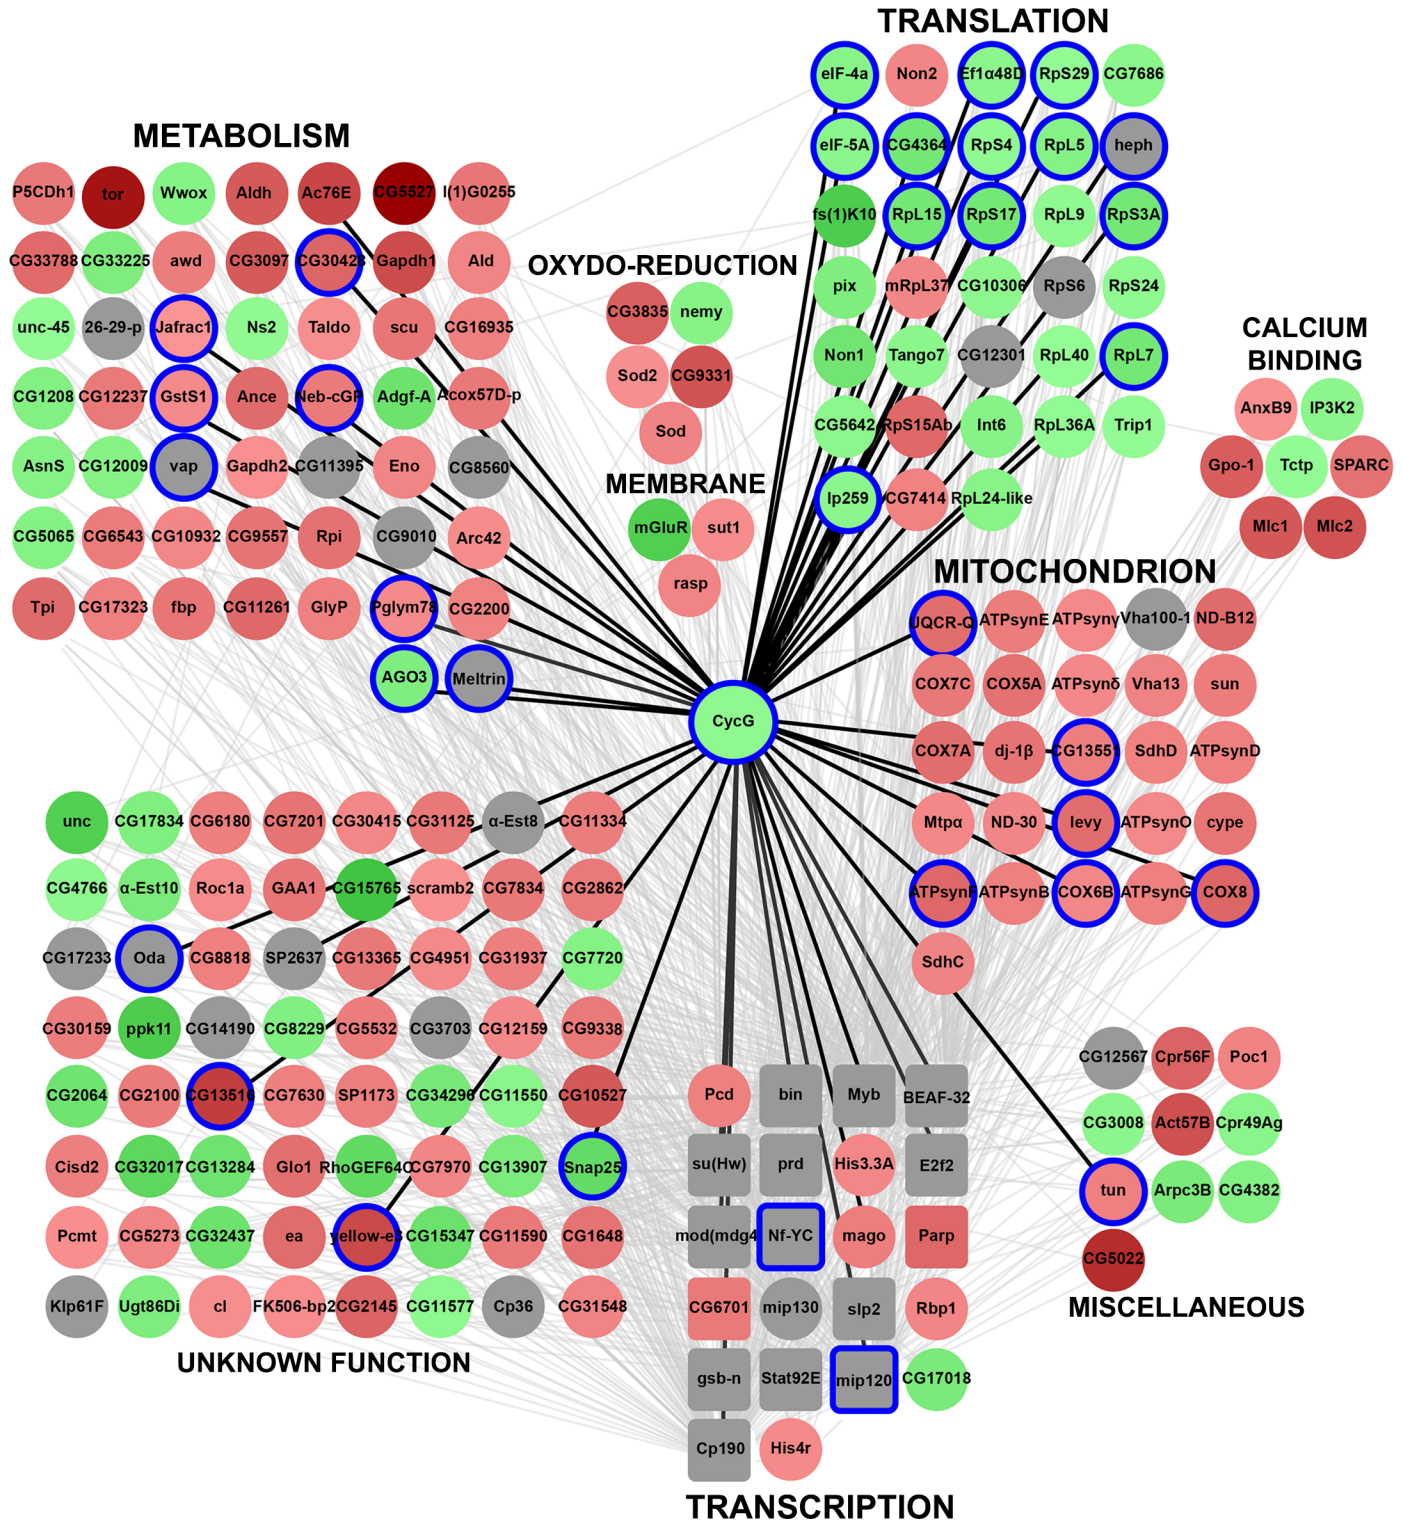 TRANSLATION
eIF-4a Non2 Ef1α48D RpS29 CG7686
eIF-5A CG4364 RpS4 RpL5 heph
fs(1)K10 RpL15 RpS17 RpL9 RpS3A
pix mRpL37 CG10306 RpS6 RpS24
Non1 Tango7 CG12301 RpL40 RpL7
CG5642 RpS15Ab Int6 RpL36A Trip1
Ip259 CG7414 RpL24-like
METABOLISM
P5CDh1 tor Wwox Aldh Ac76E CG5527 l(1)G0255
CG33788 CG33225 awd CG3097 CG30428 Gapdh1 Ald
unc-45 26-29-p Jafrac1 Ns2 Taldo scu CG16935
CG1208 CG12237 GstS1 Ance Neb-cGP Adgf-A Acox57D-p
AsnS CG12009 vap Gapdh2 CG11395 Eno CG8560
CG5065 CG6543 CG10932 CG9557 Rpi CG9010 Arc42
Tpi CG17323 fbp CG11261 GlyP Pglym78 CG2200
AGO3 Meltrin
OXYDO-REDUCTION
CG3835 nemy
Sod2 CG9331
Sod
MEMBRANE
mGluR sut1
rasp
CALCIUM
BINDING
AnxB9 IP3K2
Gpo-1 Tctp SPARC
Mlc1 Mlc2
MITOCHONDRION
UQCR-Q ATPsynE ATPsynγ Vha100-1 ND-B12
COX7C COX5A ATPsynδ Vha13 sun
COX7A dj-1β CG13551 SdhD ATPsynD
Mtpα ND-30 levy ATPsynO cype
ATPsynF ATPsynB COX6B ATPsynG COX8
SdhC
CycG
unc CG17834 CG6180 CG7201 CG30415 CG31125 α-Est8 CG11334
CG4766 α-Est10 Roc1a GAA1 CG15765 scramb2 CG7834 CG2862
CG17233 Oda CG8818 SP2637 CG13365 CG4951 CG31937 CG7720
CG30159 ppk11 CG14190 CG8229 CG5532 CG3703 CG12159 CG9338
CG2064 CG2100 CG13516 CG7630 SP1173 CG34296 CG11550 CG10527
Cisd2 CG32017 CG13284 Glo1 RhoGEF64C CG7970 CG13907 Snap25
Pcmt CG5273 CG32437 ea yellow-e3 CG15347 CG11590 CG1648
Klp61F Ugt86Di cl FK506-bp2 CG2145 CG11577 Cp36 CG31548
UNKNOWN FUNCTION
Pcd bin Myb BEAF-32
su(Hw) prd His3.3A E2f2
mod(mdg4 Nf-YC mago Parp
CG6701 mip130 slp2 Rbp1
gsb-n Stat92E mip120 CG17018
Cp190 His4r
TRANSCRIPTION
CG12567 Cpr56F Poc1
CG3008 Act57B Cpr49Ag
tun Arpc3B CG4382
CG5022
MISCELLANEOUS